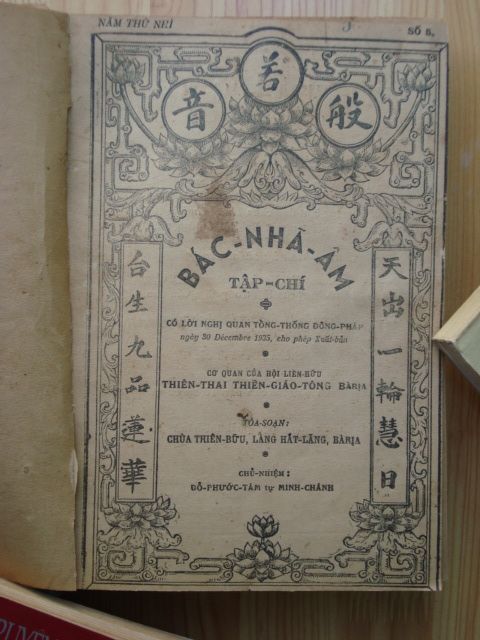 NĂM THỨ NHÌ
SỐ 8,
般若音
BÁC-NHÃ-ÂM
TẬP-CHÍ
CÓ LỜI NGHỊ QUAN TỔNG-THỐNG ĐÔNG-PHÁP
ngày 30 Décembre 1935, cho phép Xuất-bản
CƠ QUAN CỦA HỘI LIÊN-HỮU
THIÊN-THAI THIỀN-GIÁO-TÔNG BÀRỊA
TÒA-SOẠN:
CHÙA THIÊN-BỬU, LÀNG HẮT-LĂNG, BÀRỊA
CHỦ-NHIỆM:
ĐỖ-PHƯỚC-TÂM tự MINH-CHÁNH
天出一輪慧日
台生九品蓮華